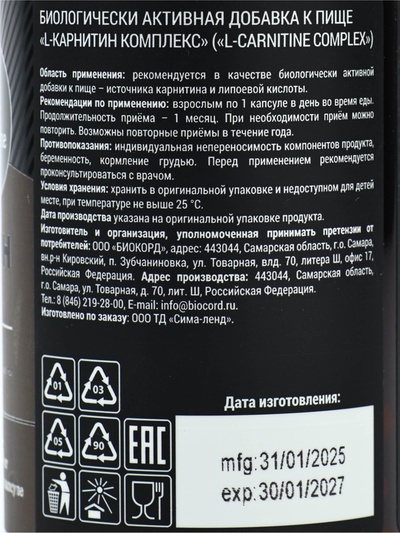 БИОЛОГИЧЕСКИ АКТИВНАЯ ДОБАВКА К ПИЩЕ
«L-КАРНИТИН КОМПЛЕКС» («L-CARNITINE COMPLEX»)
Область применения: рекомендуется в качестве биологически активной
добавки к пище – источника карнитина и липоевой кислоты.
Рекомендации по применению: взрослым по 1 капсуле в день во время еды.
Продолжительность приёма – 1 месяц. При необходимости приём можно
повторить. Возможны повторные приёмы в течение года.
Противопоказания: индивидуальная непереносимость компонентов продукта,
беременность, кормление грудью. Перед применением рекомендуется
проконсультироваться с врачом.
Условия хранения: хранить в оригинальной упаковке и недоступном для детей
месте, при температуре не выше 25 °С.
Дата производства: указана на оригинальной упаковке продукта.
Изготовитель и организация, уполномоченная принимать претензии от
потребителей: ООО «БИОКОРД», адрес: 443044, Самарская область,
г.о. Самара, вн.р-н Кировский, п. Зубчаниновка, ул. Товарная, д. 70, литера Ш, офис 17,
Российская Федерация. Адрес производства: 443044, Самарская область,
г.о. Самара, ул. Товарная, д. 70, лит. Ш, Российская Федерация.
Тел.: 8 (846) 219-28-00, E-mail: info@biocord.ru.
Изготовлено по заказу: ООО ТД «Сима-ленд».
01
03
05
90
EAC
Дата изготовления:
mfg:31/01/2025
exp:30/01/2027